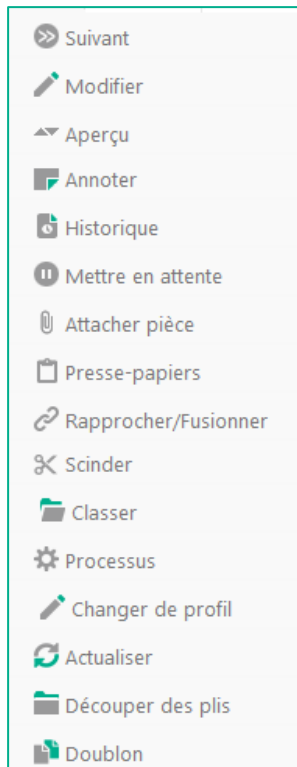 Suivant
Modifier
Aperçu
Annoter
Historique
Mettre en attente
Attacher pièce
Presse-papiers
Rapprocher/Fusionner
Scinder
Classer
Processus
Changer de profil
Actualiser
Découper des plis
Doublon